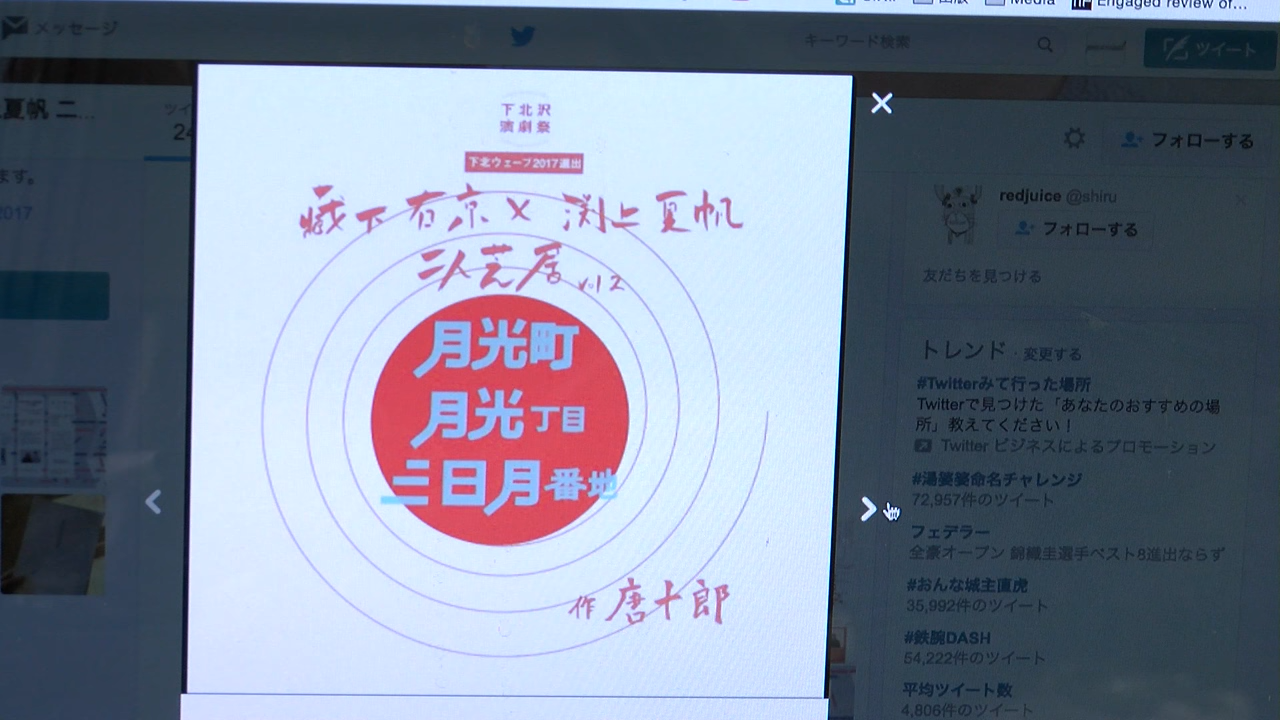 Engaged review of...
メッセージ
キーワード検索
ツイート
夏帆 二...
ます。
2017
下北沢
演劇祭
下北ウェーブ2017選出
藪下有京×渕上夏帆
二人芝居vol2
月光町
月光丁目
三日月番地
作 唐十郎
フォローする
redjuice @shiru
フォローする
友だちを見つける
トレンド · 変更する
#Twitterみて行った場所
Twitterで見つけた「あなたのおすすめの場
所」教えてください！
Twitter ビジネスによるプロモーション
#湯婆婆命名チャレンジ
72,957件のツイート
フェデラー
全豪オープン 錦織圭選手ベスト8進出ならず
#おんな城主直虎
35,992件のツイート
#鉄腕DASH
54,222件のツイート
平均ツイート数
4,806件のツイート